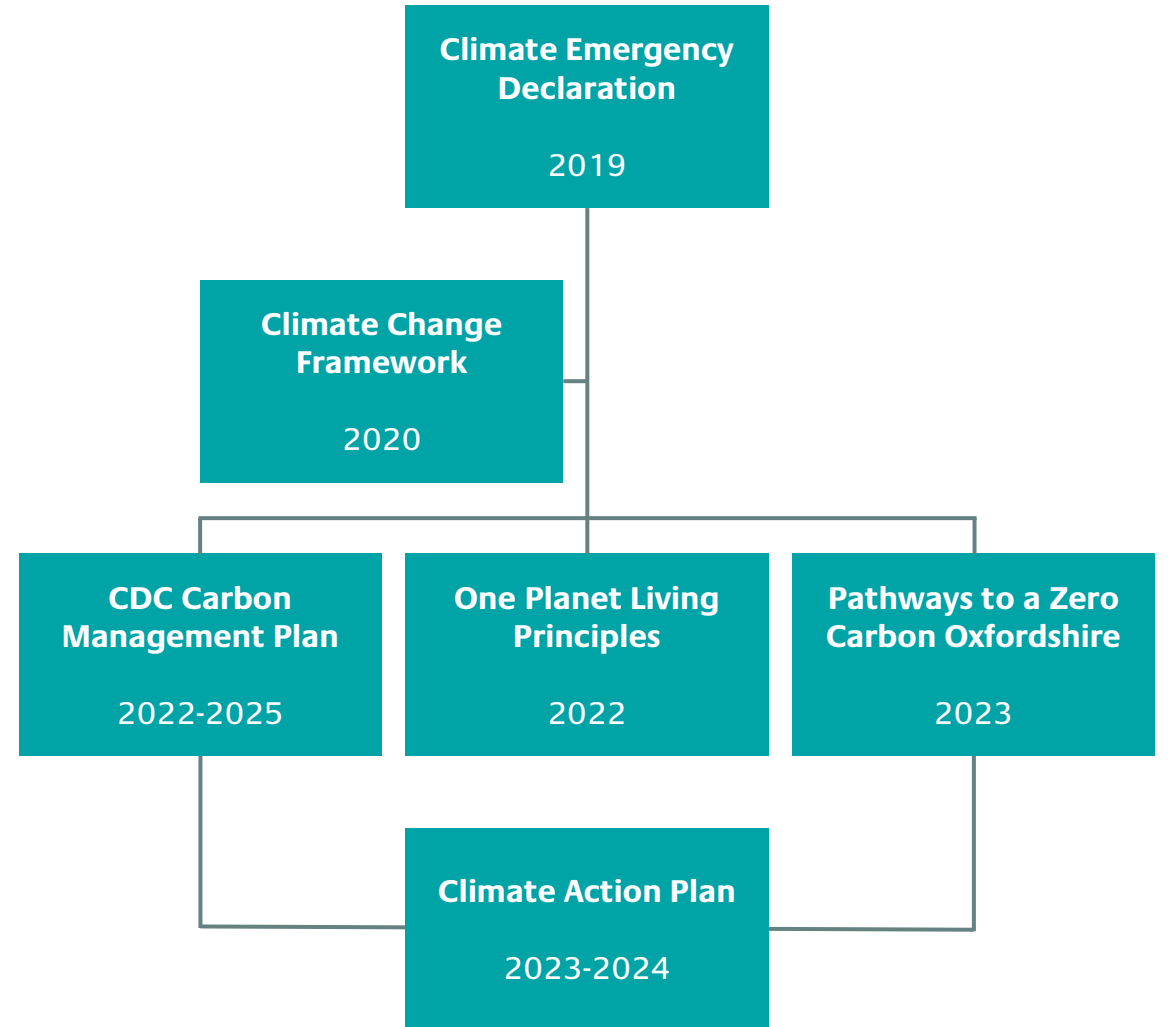 Climate Emergency
Declaration
2019
Climate Change
Framework
2020
CDC Carbon
Management Plan
2022-2025
One Planet Living
Principles
2022
Pathways to a Zero
Carbon Oxfordshire
2023
Climate Action Plan
2023-2024